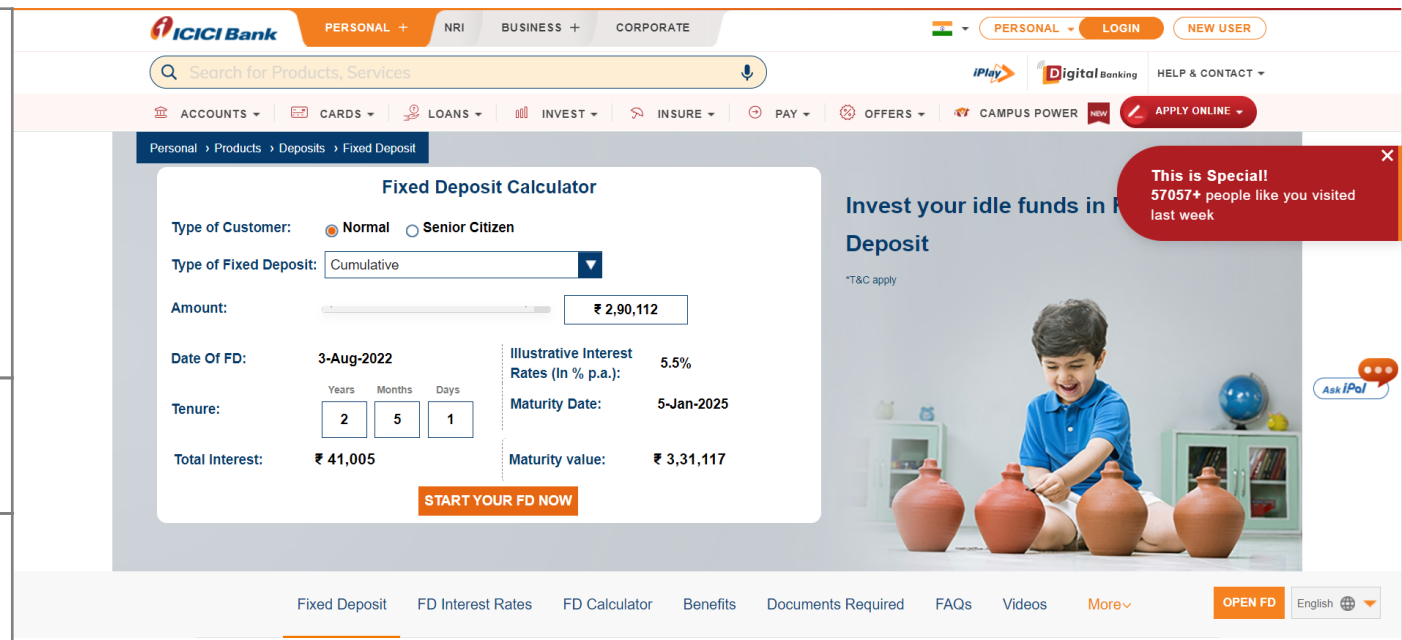 ICICI Bank
PERSONAL +
NRI
BUSINESS +
CORPORATE
PERSONAL
LOGIN
NEW USER
Search for Products, Services
iPlay
Digital Banking
HELP & CONTACT
ACCOUNTS
CARDS
LOANS
INVEST
INSURE
PAY
OFFERS
CAMPUS POWER
NEW
APPLY ONLINE
Personal › Products › Deposits › Fixed Deposit
This is Special!
57057+ people like you visited
last week
Fixed Deposit Calculator
Type of Customer: Normal Senior Citizen
Type of Fixed Deposit: Cumulative
Amount: ₹ 2,90,112
Date Of FD: 3-Aug-2022
Illustrative Interest
Rates (In % p.a.): 5.5%
Years Months Days
Tenure: 2 5 1
Maturity Date: 5-Jan-2025
Total Interest: ₹ 41,005
Maturity value: ₹ 3,31,117
START YOUR FD NOW
Invest your idle funds in
Deposit
*T&C apply
Ask iPal
Fixed Deposit
FD Interest Rates
FD Calculator
Benefits
Documents Required
FAQs
Videos
More
OPEN FD
English